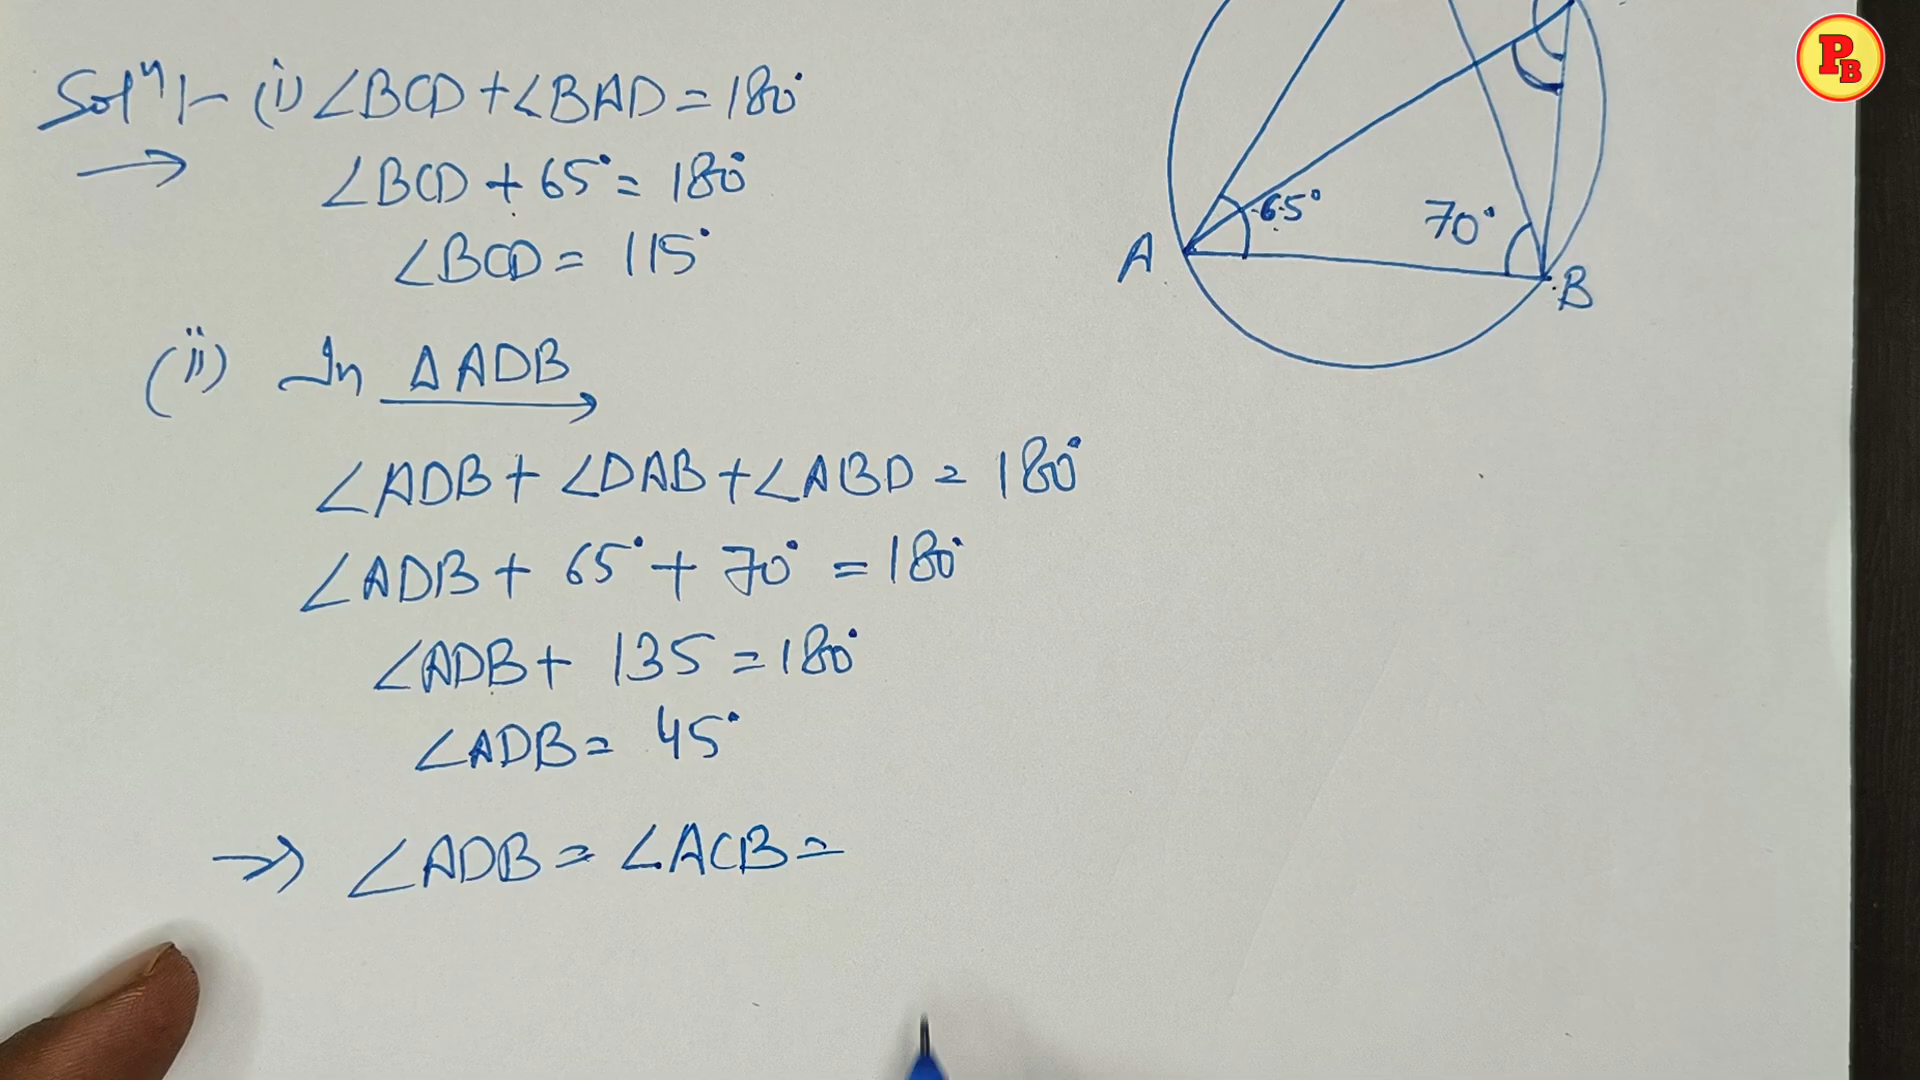 Solⁿ :- (i) ∠BCD + ∠BAD = 180°
∠BCD + 65° = 180°
∠BCD = 115°
(ii) In △ADB
∠ADB + ∠DAB + ∠ABD = 180°
∠ADB + 65° + 70° = 180°
∠ADB + 135 = 180°
∠ADB = 45°
⇒ ∠ADB = ∠ACB =
65°
70°
A
B
PB